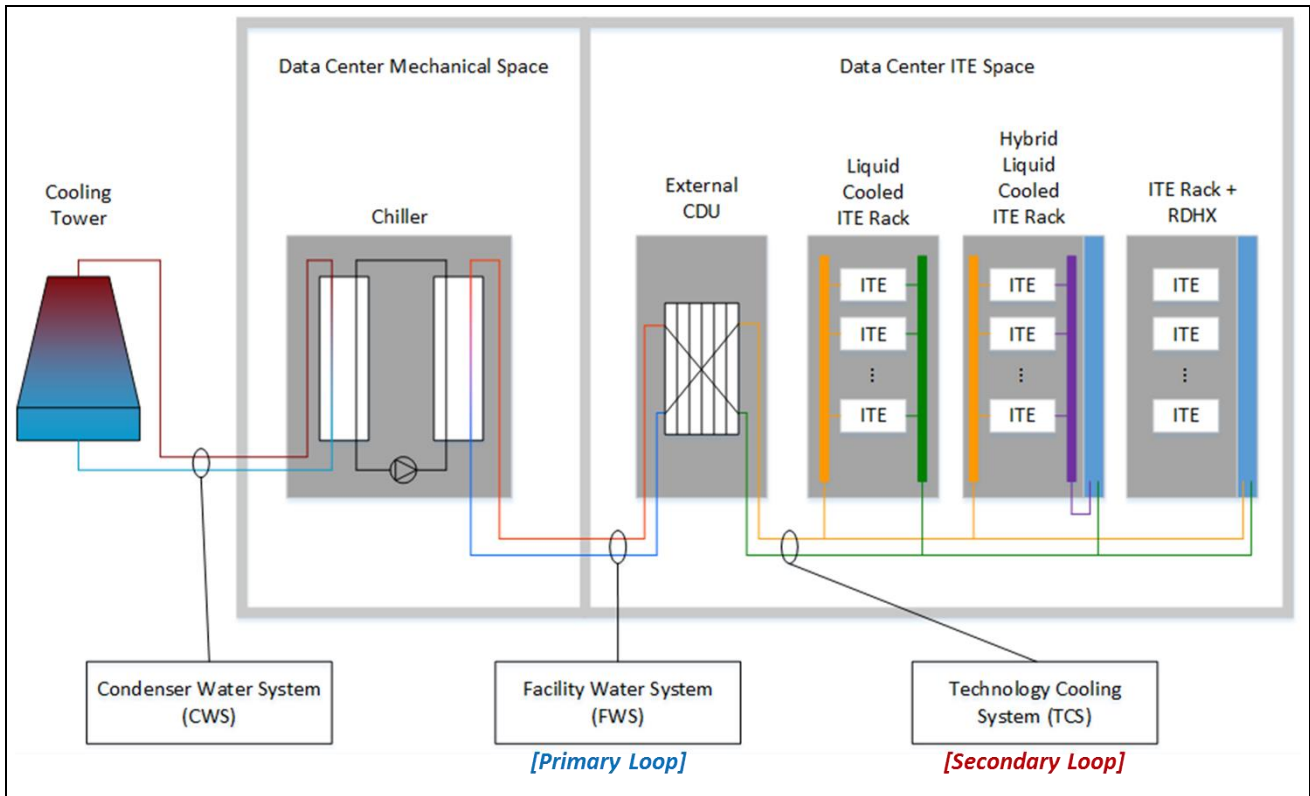 Data Center Mechanical Space
Data Center ITE Space
Cooling
Tower
Chiller
External
CDU
Liquid
Cooled
ITE Rack
Hybrid
Liquid
Cooled
ITE Rack
ITE Rack +
RDHX
ITE
ITE
⋮
ITE
ITE
ITE
⋮
ITE
ITE
ITE
⋮
ITE
Condenser Water System
(CWS)
Facility Water System
(FWS)
[Primary Loop]
Technology Cooling
System (TCS)
[Secondary Loop]